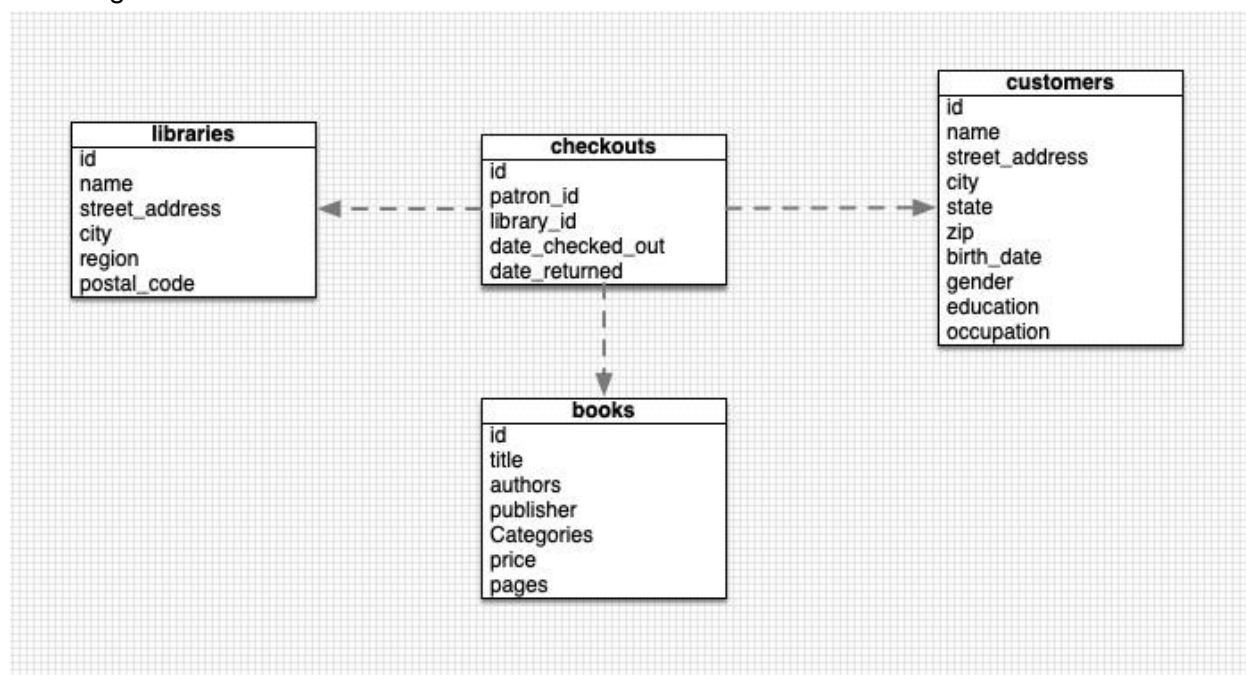 libraries
id
name
street_address
city
region
postal_code
checkouts
id
patron_id
library_id
date_checked_out
date_returned
customers
id
name
street_address
city
state
zip
birth_date
gender
education
occupation
books
id
title
authors
publisher
Categories
price
pages